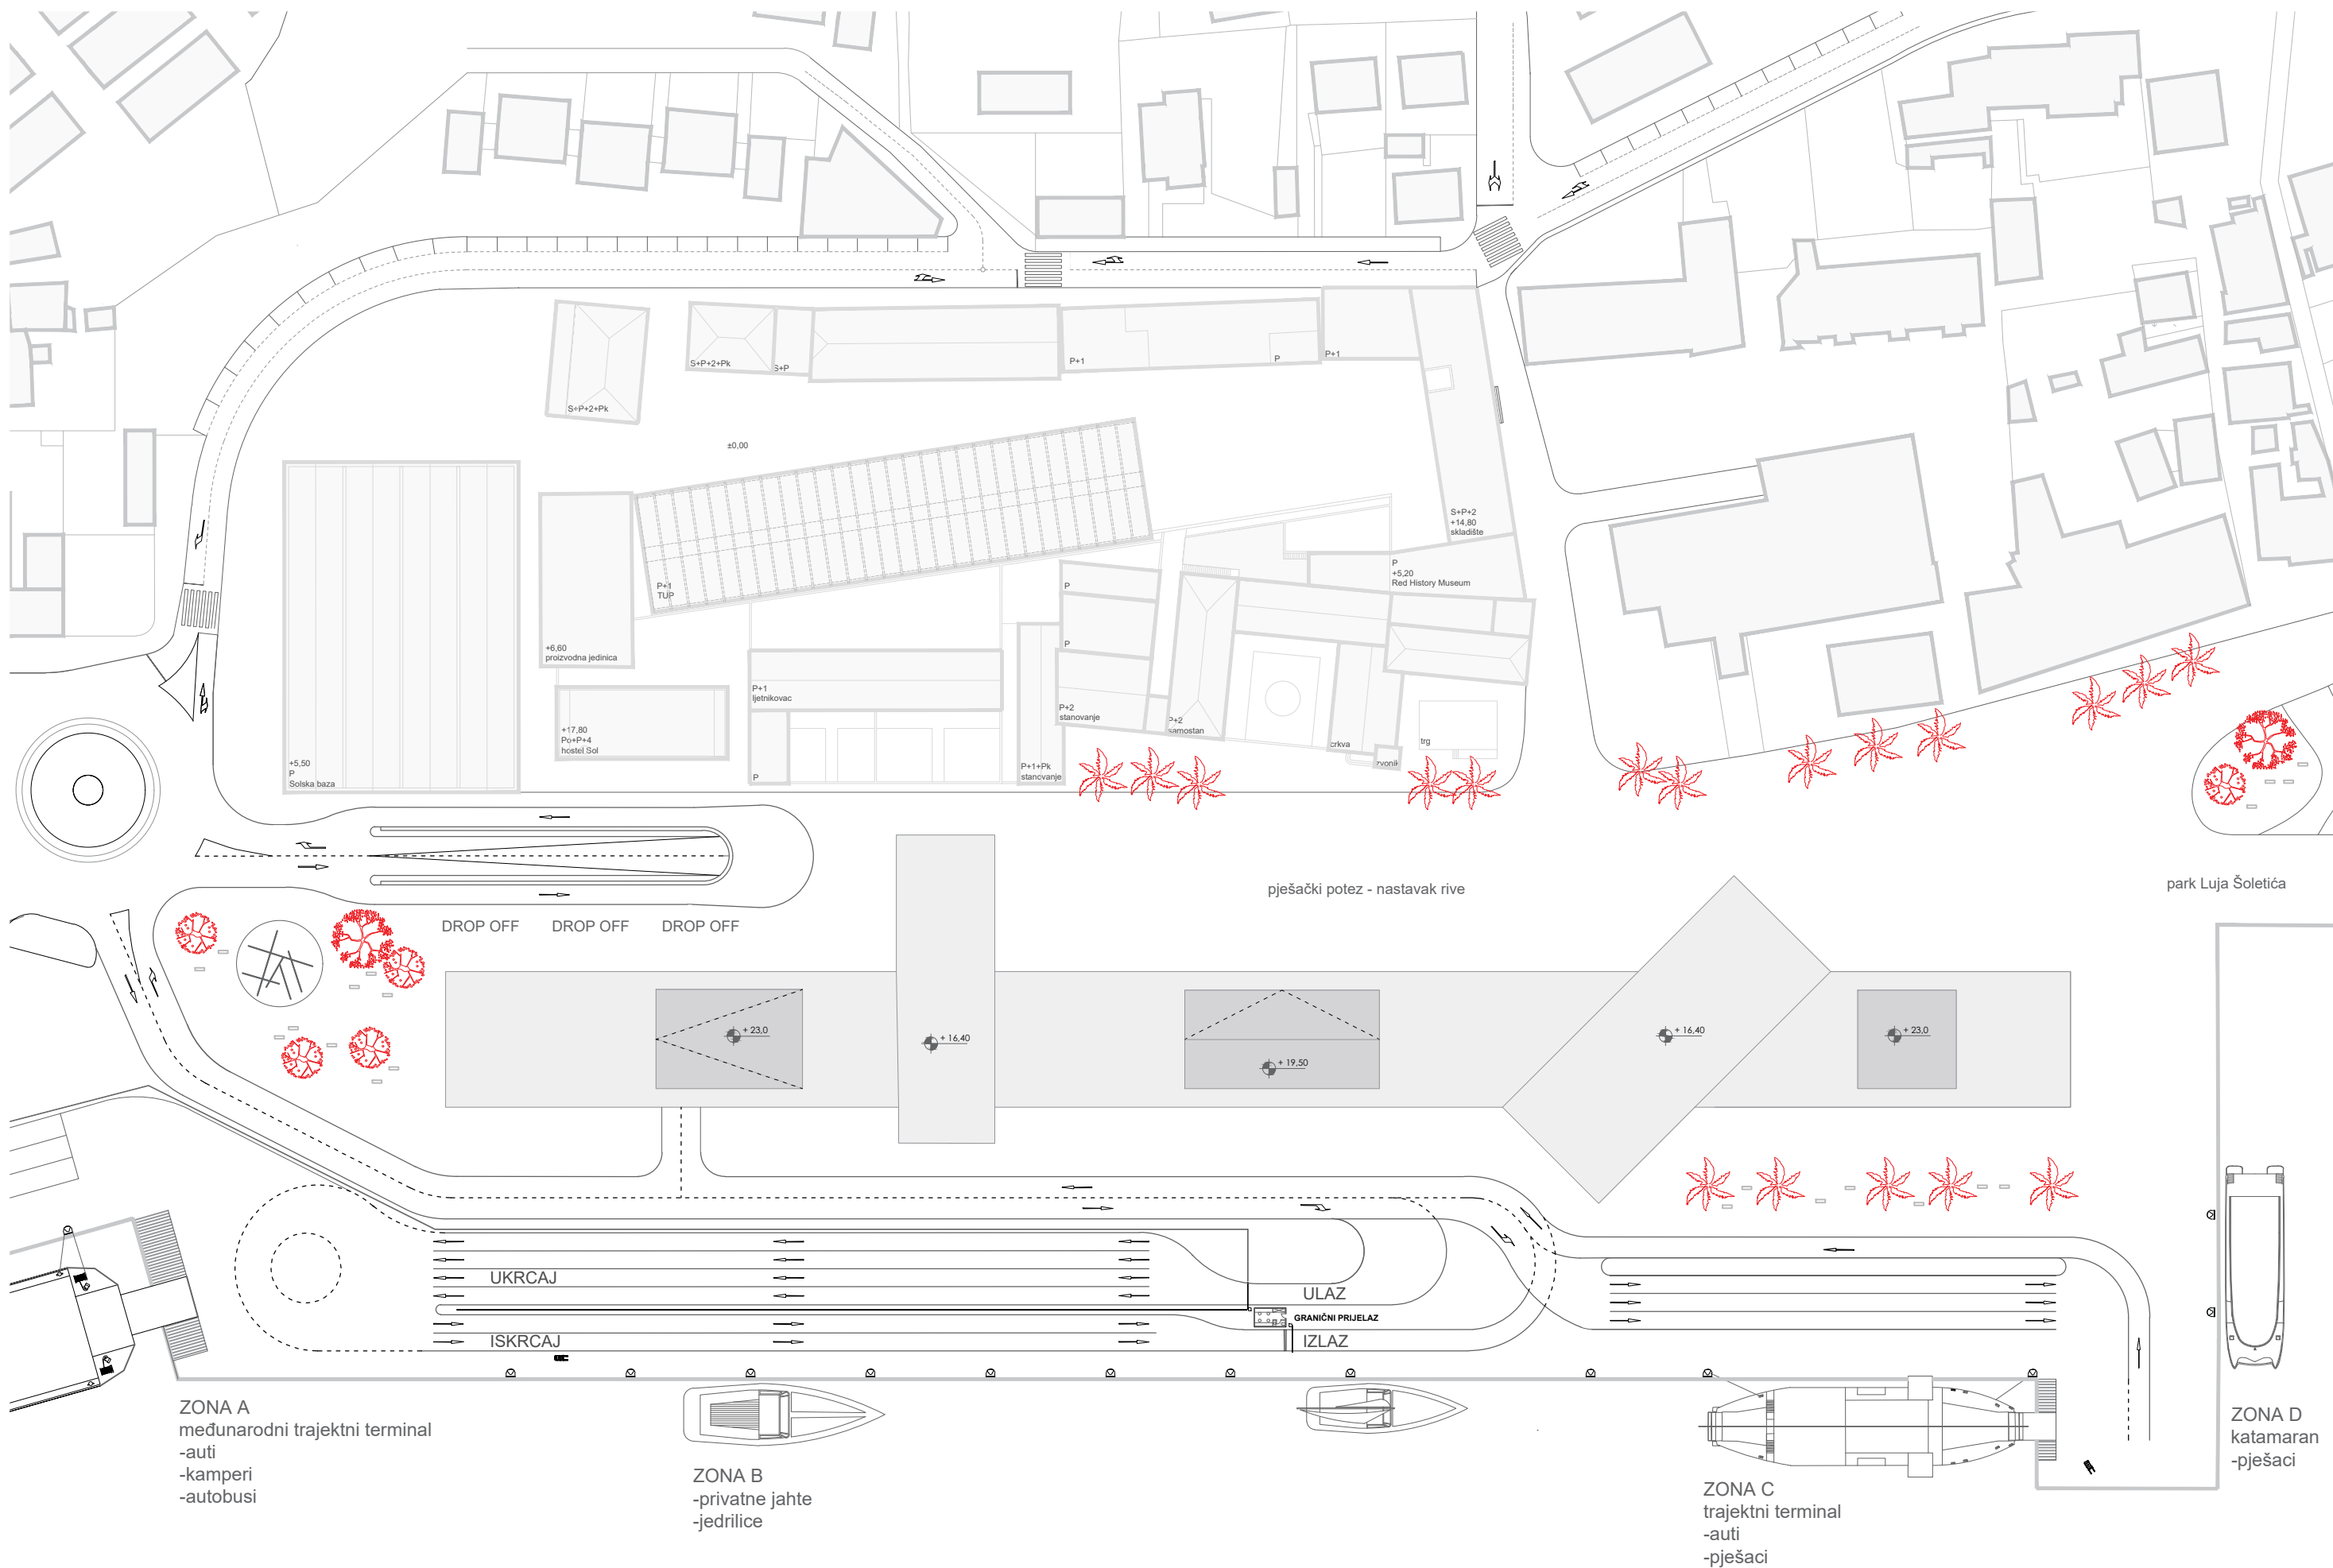 S+P+2+Pk
S+P
P+1
P
P+1
S+P+2+Pk
±0,00
S+P+2
+14,80
skladište
P
+5,20
Red History Museum
P+1
TUP
P
P
+6,60
proizvodna jedinica
P+1
ljetnikovac
P+2
stanovanje
P+2
samostan
+17,80
Po+P+4
hostel Sol
crkva
trg
zvonik
+5,50
P
Solska baza
P
P+1+Pk
stanovanje
pješački potez - nastavak rive
park Luja Šoletića
DROP OFF DROP OFF DROP OFF
+ 23,0
+ 16,40
+ 19,50
+ 16,40
+ 23,0
UKRCAJ
ULAZ
GRANIČNI PRIJELAZ
ISKRCAJ
IZLAZ
ZONA A
međunarodni trajektni terminal
-auti
-kamperi
-autobusi
ZONA B
-privatne jahte
-jedrilice
ZONA C
trajektni terminal
-auti
-pješaci
ZONA D
katamaran
-pješaci